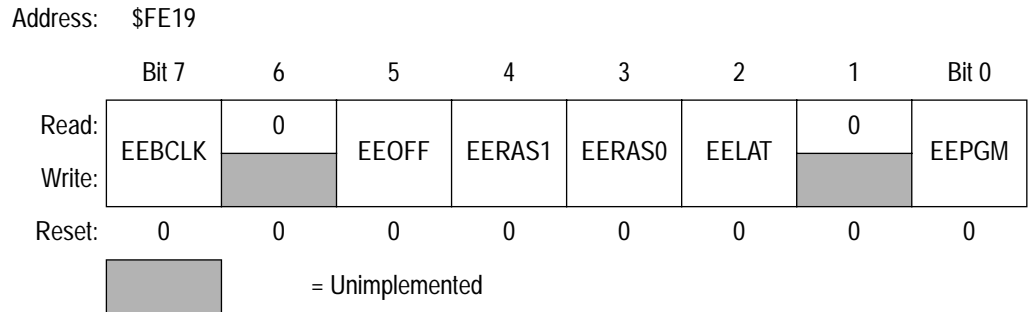 Address: $FE19
Bit 7 6 5 4 3 2 1 Bit 0
Read: 0 0
EEBCLK EEOFF EERAS1 EERAS0 EELAT EEPGM
Write:
Reset: 0 0 0 0 0 0 0 0
= Unimplemented